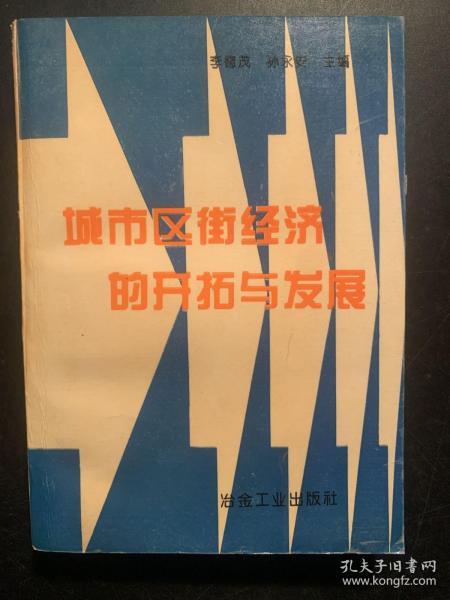 李德茂 孙永安 主编
城市区街经济
的开拓与发展
冶金工业出版社
孔夫子旧书网
www.kongfz.com